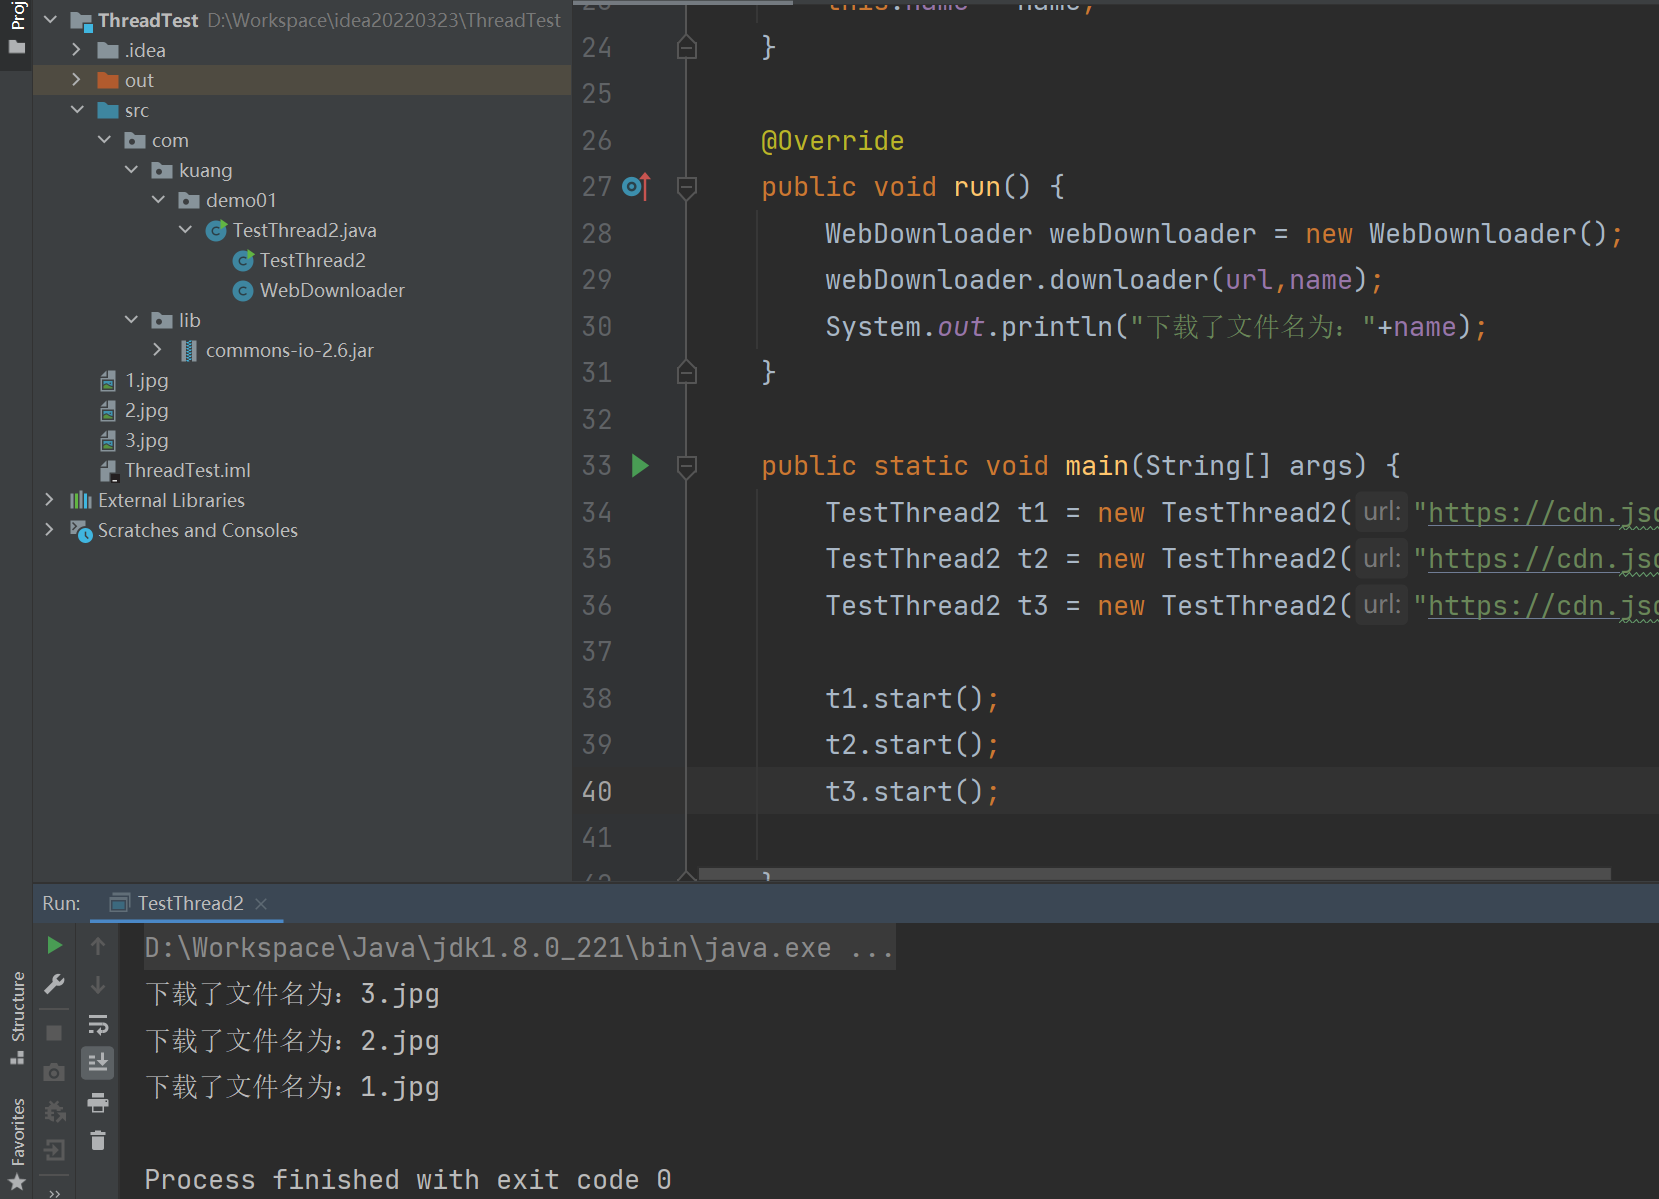 Proj
ThreadTest D:\Workspace\idea20220323\ThreadTest
.idea
out
src
com
kuang
demo01
TestThread2.java
TestThread2
WebDownloader
lib
commons-io-2.6.jar
1.jpg
2.jpg
3.jpg
ThreadTest.iml
External Libraries
Scratches and Consoles
24 }
25
26 @Override
27 public void run() {
28 WebDownloader webDownloader = new WebDownloader();
29 webDownloader.downloader(url,name);
30 System.out.println("下载了文件名为："+name);
31 }
32
33 public static void main(String[] args) {
34 TestThread2 t1 = new TestThread2( url: "https://cdn.jsd
35 TestThread2 t2 = new TestThread2( url: "https://cdn.jsd
36 TestThread2 t3 = new TestThread2( url: "https://cdn.jsd
37
38 t1.start();
39 t2.start();
40 t3.start();
41
Run: TestThread2
D:\Workspace\Java\jdk1.8.0_221\bin\java.exe ...
下载了文件名为：3.jpg
下载了文件名为：2.jpg
下载了文件名为：1.jpg
Process finished with exit code 0
Structure
Favorites